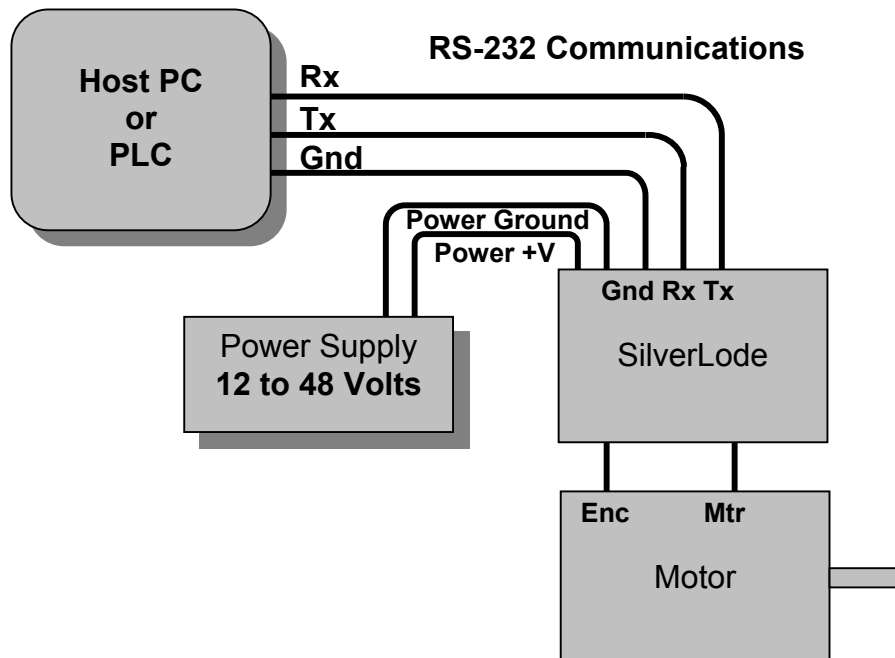 RS-232 Communications
Host PC
or
PLC
Rx
Tx
Gnd
Power Ground
Power +V
Gnd Rx Tx
SilverLode
Power Supply
12 to 48 Volts
Enc Mtr
Motor